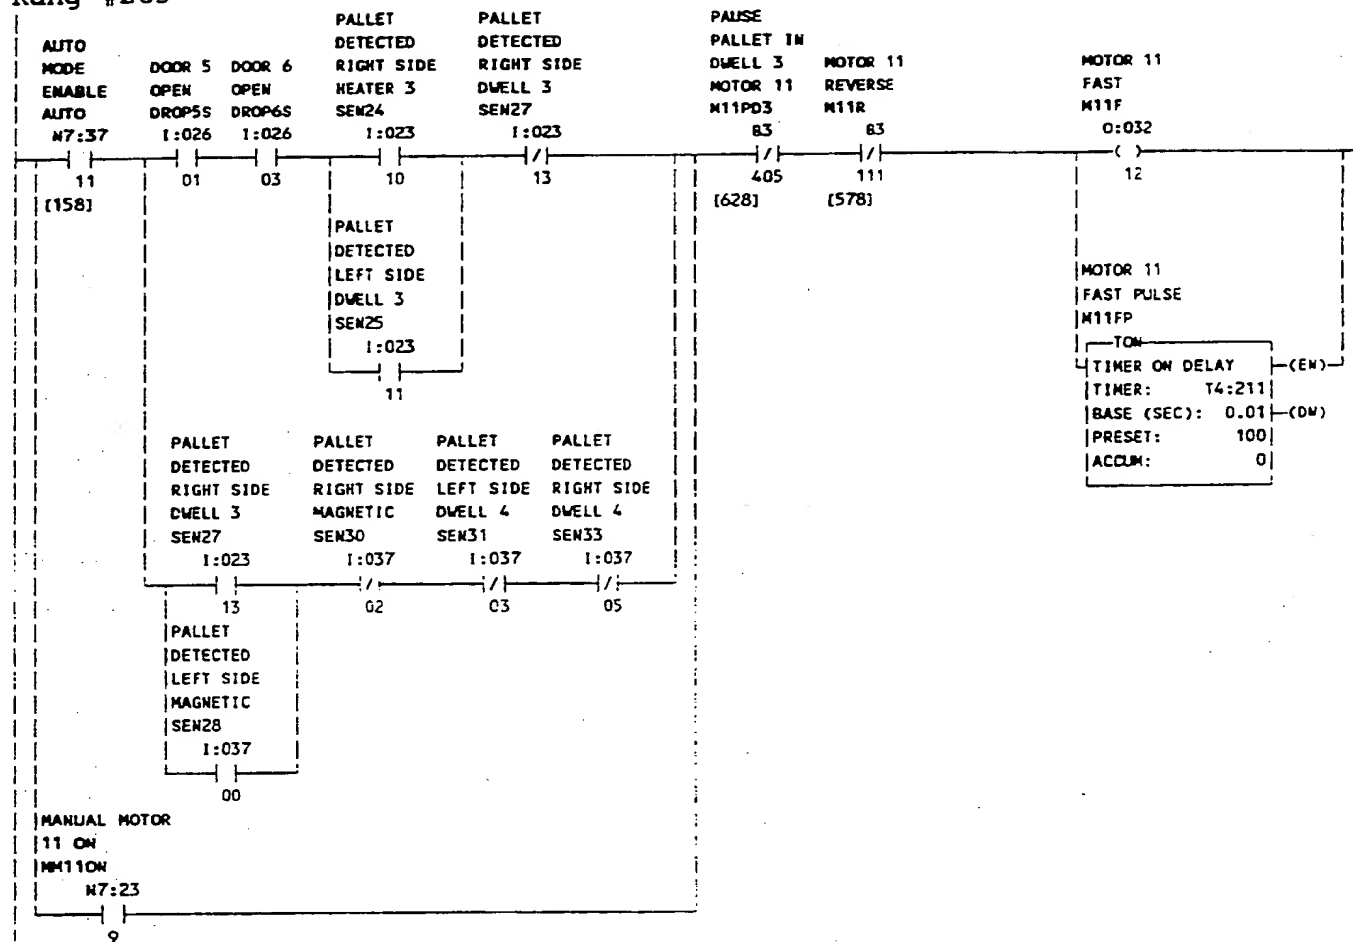 PALLET PALLET PAUSE
AUTO DETECTED DETECTED PALLET IN
MODE DOOR 5 DOOR 6 RIGHT SIDE RIGHT SIDE DWELL 3 MOTOR 11 MOTOR 11
ENABLE OPEN OPEN HEATER 3 DWELL 3 MOTOR 11 REVERSE FAST
AUTO DROP5S DROP6S SEN24 SEN27 M11PD3 M11R M11F
N7:37 I:026 I:026 I:023 I:023 B3 B3 O:032
11 01 03 10 13 405 111 12
[158] [628] [578]
PALLET
DETECTED
LEFT SIDE
DWELL 3
SEN25
I:023
11
MOTOR 11
FAST PULSE
M11FP
TON
TIMER ON DELAY (EN)
TIMER: T4:211
BASE (SEC): 0.01 (DN)
PRESET: 100
ACCUM: 0
PALLET PALLET PALLET PALLET
DETECTED DETECTED DETECTED DETECTED
RIGHT SIDE RIGHT SIDE LEFT SIDE RIGHT SIDE
DWELL 3 MAGNETIC DWELL 4 DWELL 4
SEN27 SEN30 SEN31 SEN33
I:023 I:037 I:037 I:037
13 02 03 05
PALLET
DETECTED
LEFT SIDE
MAGNETIC
SEN28
I:037
00
MANUAL MOTOR
11 ON
MM11ON
N7:23
9